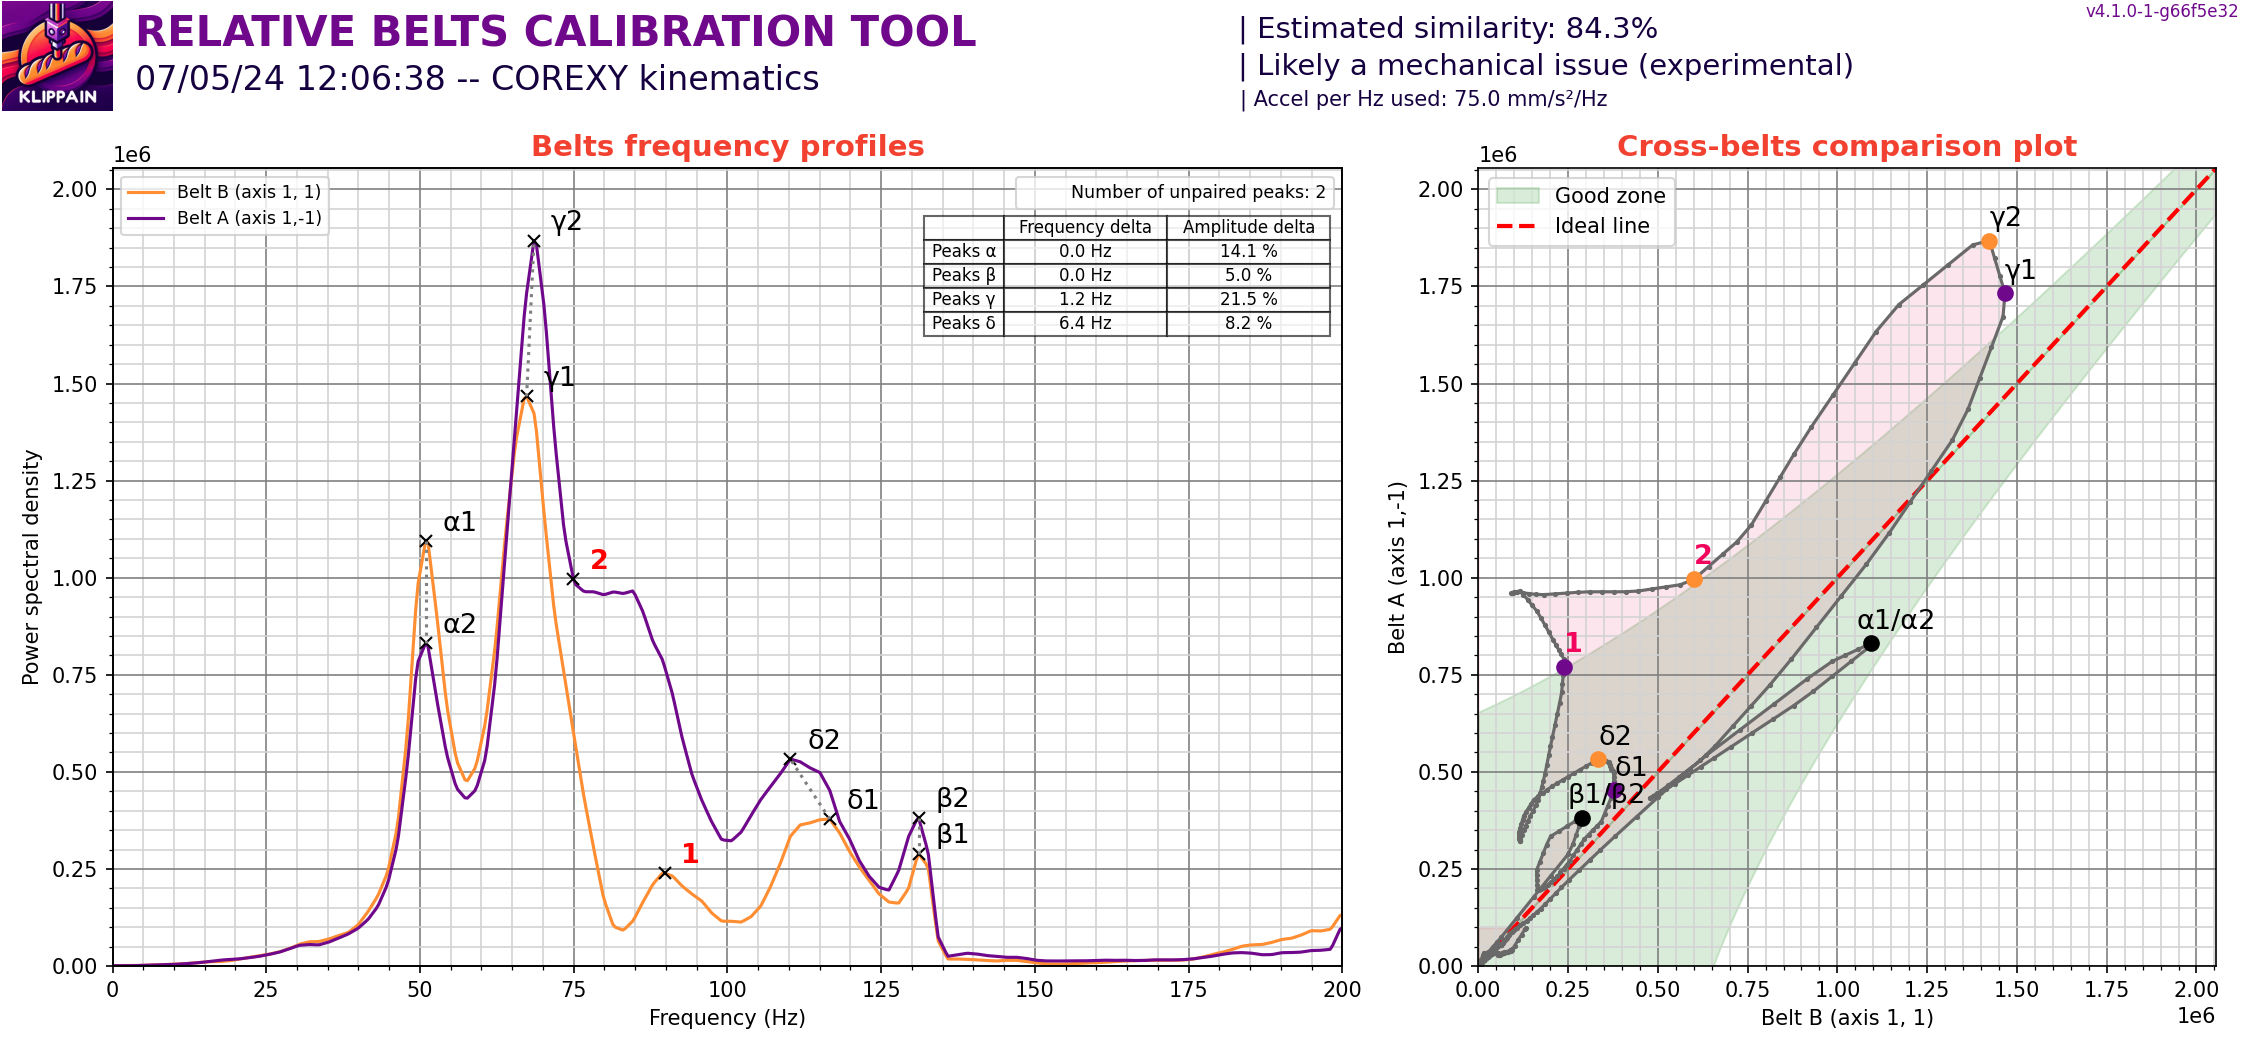 KLIPPAIN
RELATIVE BELTS CALIBRATION TOOL
07/05/24 12:06:38 -- COREXY kinematics
| Estimated similarity: 84.3%
| Likely a mechanical issue (experimental)
| Accel per Hz used: 75.0 mm/s²/Hz
v4.1.0-1-g66f5e32
Belts frequency profiles
1e6
Belt B (axis 1, 1)
Belt A (axis 1,-1)
Number of unpaired peaks: 2
Frequency delta Amplitude delta
Peaks α 0.0 Hz 14.1 %
Peaks β 0.0 Hz 5.0 %
Peaks γ 1.2 Hz 21.5 %
Peaks δ 6.4 Hz 8.2 %
γ2
γ1
α1
2
α2
δ2
δ1
β2
β1
1
2.00
1.75
1.50
1.25
1.00
0.75
0.50
0.25
0.00
Power spectral density
0 25 50 75 100 125 150 175 200
Frequency (Hz)
Cross-belts comparison plot
1e6
Good zone
Ideal line
γ2
γ1
2
α1/α2
1
δ2
δ1
β1/β2
2.00
1.75
1.50
1.25
1.00
0.75
0.50
0.25
0.00
Belt A (axis 1,-1)
0.00 0.25 0.50 0.75 1.00 1.25 1.50 1.75 2.00
Belt B (axis 1, 1)
1e6